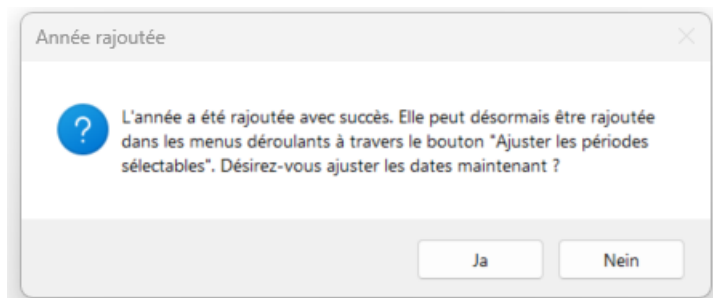 Année rajoutée
L'année a été rajoutée avec succès. Elle peut désormais être rajoutée
dans les menus déroulants à travers le bouton "Ajuster les périodes
sélectables". Désirez-vous ajuster les dates maintenant ?
Ja
Nein